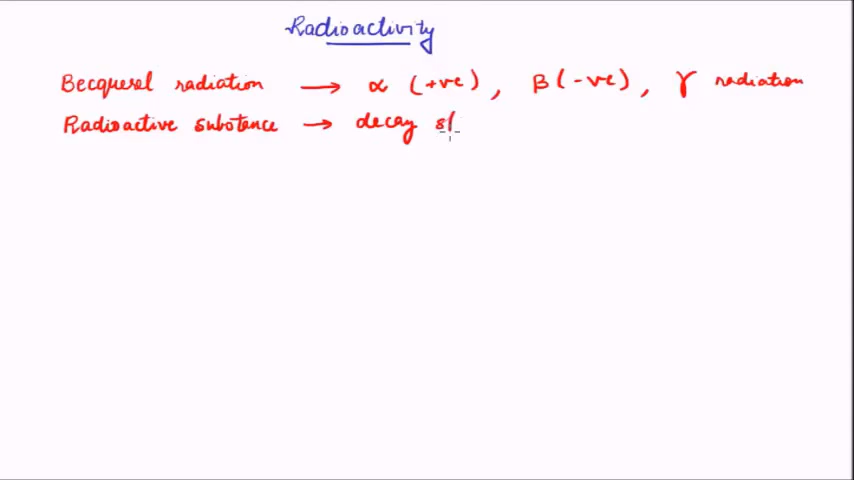 Radioactivity
Becquerel radiation → α (+ve), β (-ve), γ radiation
Radioactive substance → decay